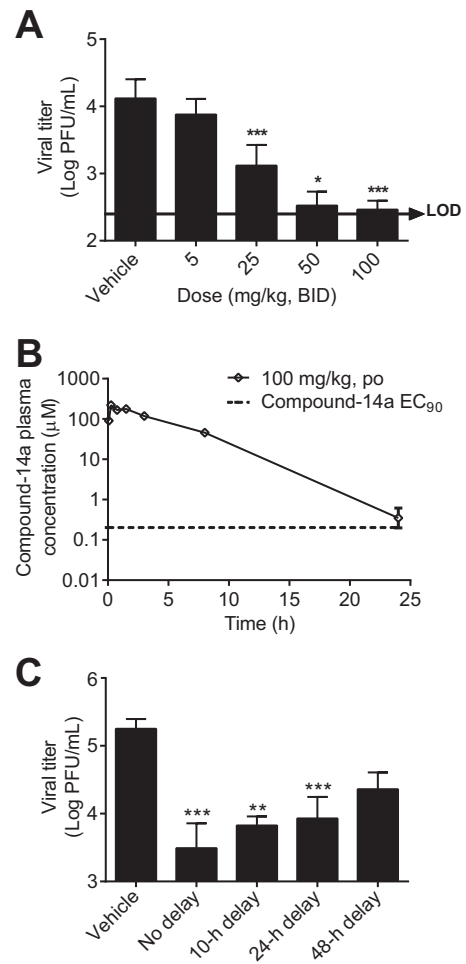 A
Viral titer
(Log PFU/mL)
5
4
3
2
***
*
***
LOD
Vehicle
5
25
50
100
Dose (mg/kg, BID)
B
Compound-14a plasma
concentration (μM)
1000
100
10
1
0.1
0.01
100 mg/kg, po
Compound-14a EC90
0
5
10
15
20
25
Time (h)
C
Viral titer
(Log PFU/mL)
6
5
4
3
***
**
***
Vehicle
No delay
10-h delay
24-h delay
48-h delay